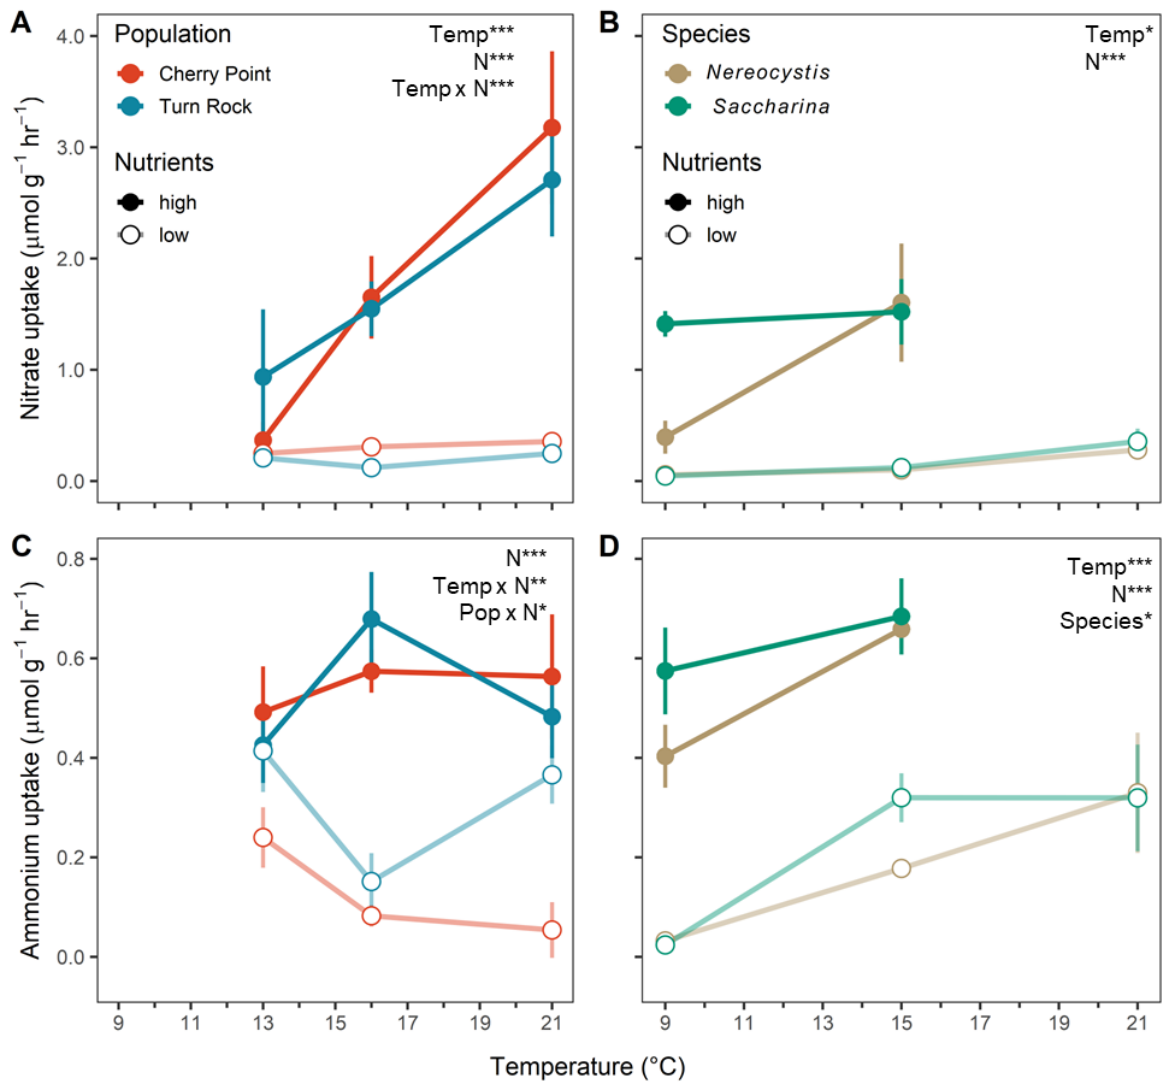 A
Population
Cherry Point
Turn Rock
Nutrients
high
low
Temp***
N***
Temp x N***
B
Species
Nereocystis
Saccharina
Nutrients
high
low
Temp*
N***
4.0
3.0
2.0
1.0
0.0
Nitrate uptake (μmol g⁻¹ hr⁻¹)
C
N***
Temp x N**
Pop x N*
D
Temp***
N***
Species*
0.8
0.6
0.4
0.2
0.0
Ammonium uptake (μmol g⁻¹ hr⁻¹)
9 11 13 15 17 19 21
9 11 13 15 17 19 21
Temperature (°C)